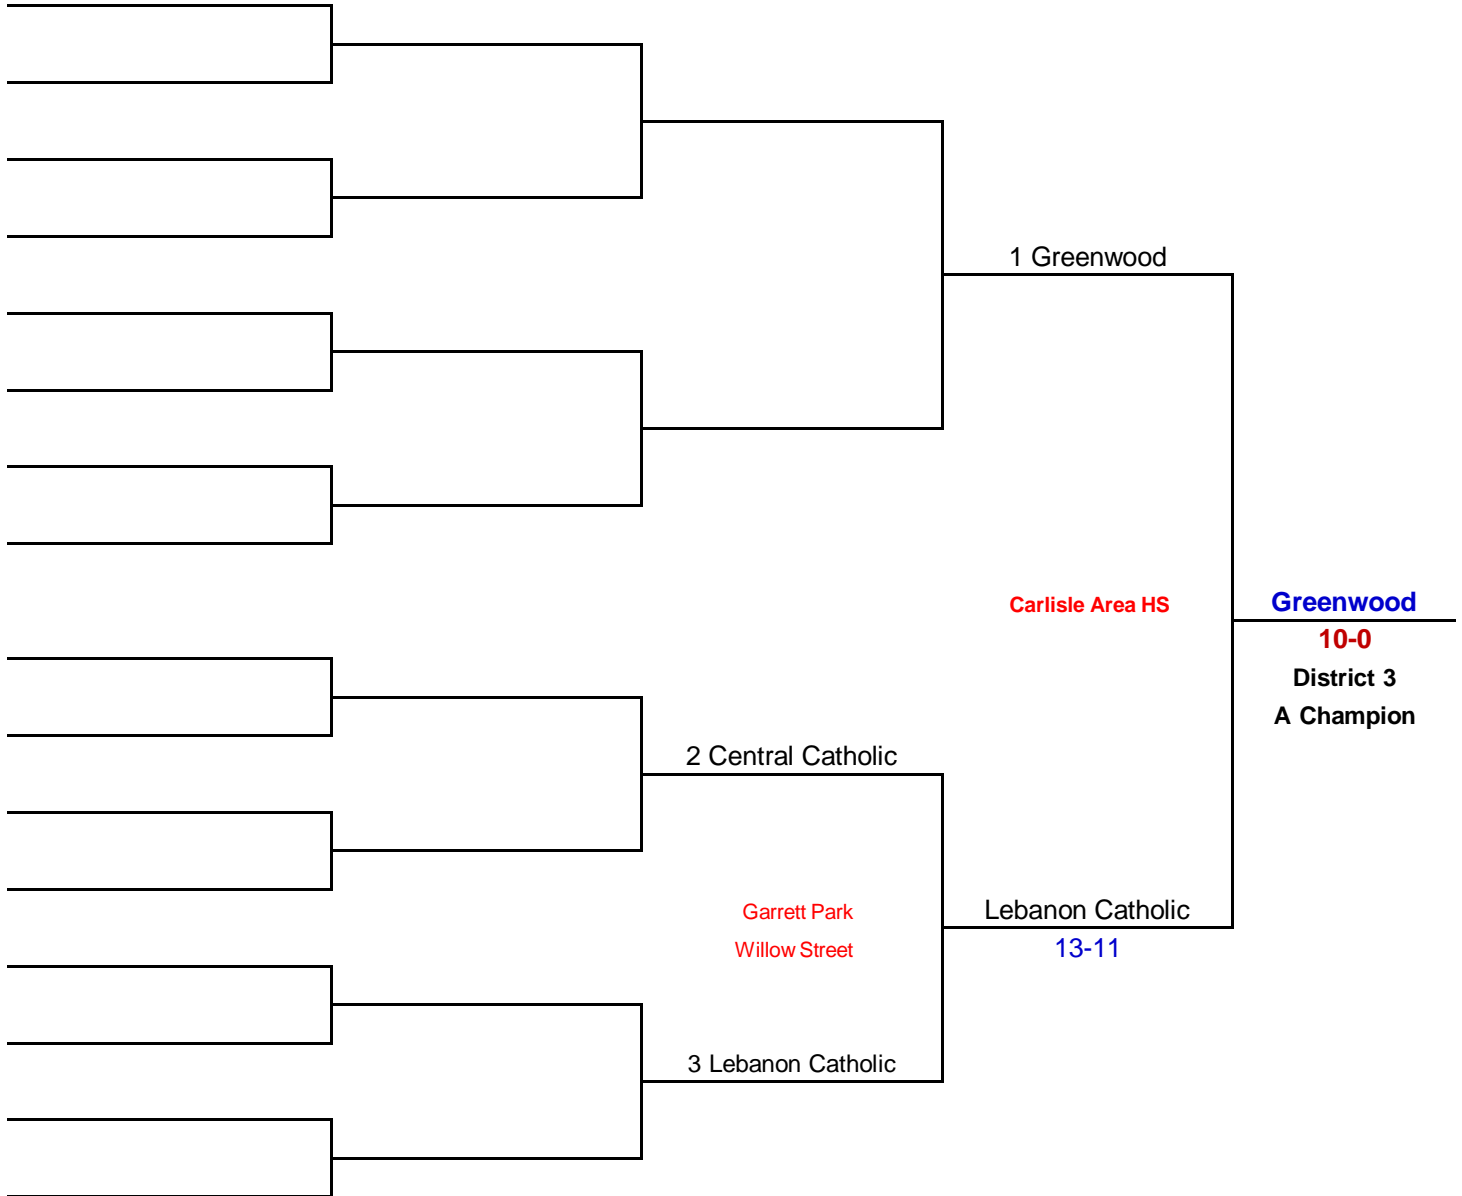 1 Greenwood
Carlisle Area HS
Greenwood
10-0
District 3
A Champion
2 Central Catholic
Garrett Park
Willow Street
Lebanon Catholic
13-11
3 Lebanon Catholic